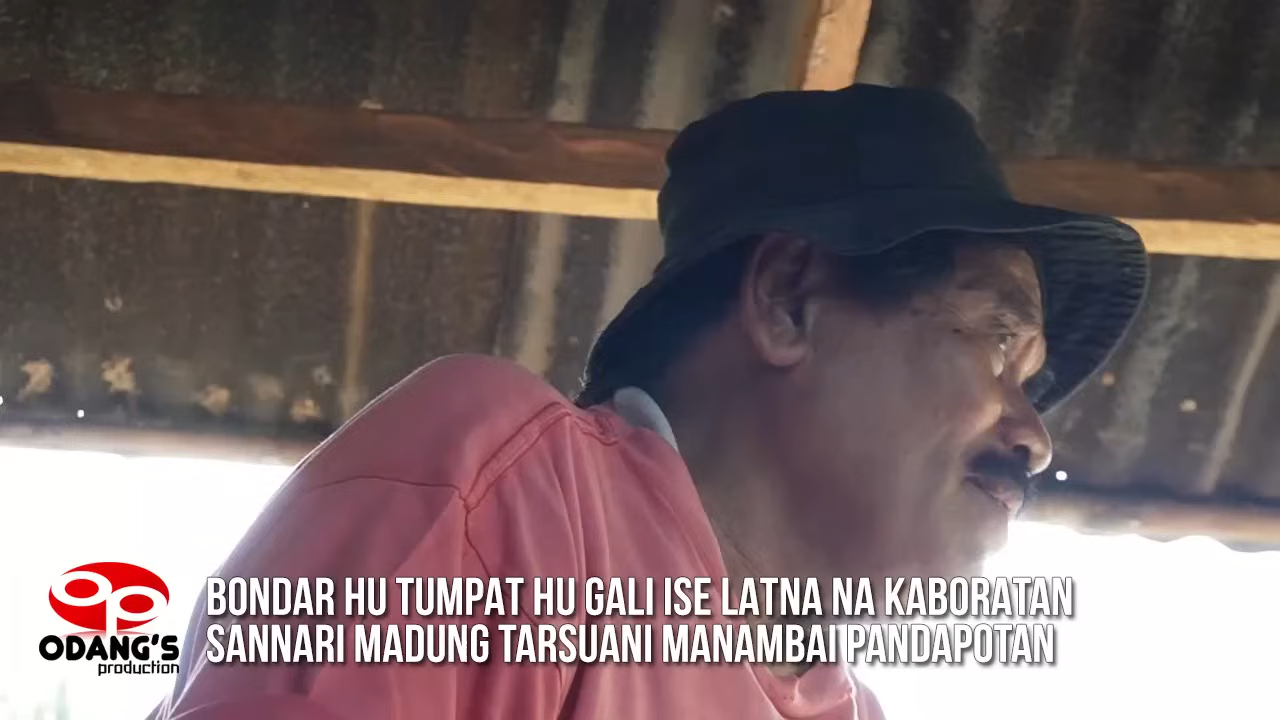 BONDAR HU TUMPAT HU GALI ISE LATNA NA KABORATAN
SANNARI MADUNG TARSUANI MANAMBAI PANDAPOTAN
OP
ODANG'S
production